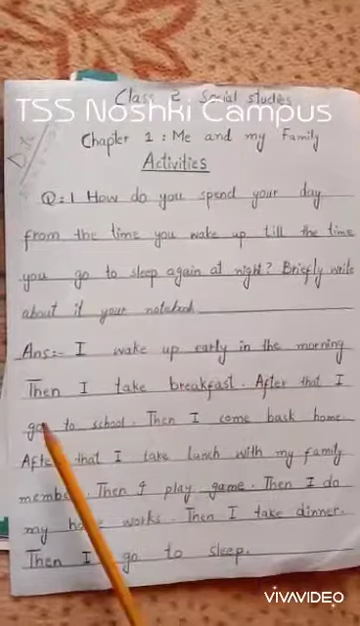 Class 2 Social studies
TSS Noshki Campus
Chapter 1 : Me and my Family
Activities
Q:1 How do you spend your day
from the time you wake up till the time
you go to sleep again at night? Briefly write
about it your notebook.
Ans:- I wake up early in the morning
Then I take breakfast. After that I
go to school. Then I come back home.
After that I take lunch with my family
member. Then I play game. Then I do
my home works. Then I take dinner.
Then I go to sleep.
VIVAVIDEO